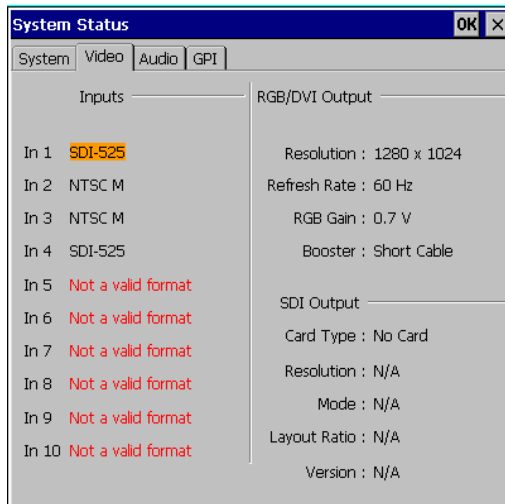 System Status OK ×
System Video Audio GPI
Inputs
In 1 SDI-525
In 2 NTSC M
In 3 NTSC M
In 4 SDI-525
In 5 Not a valid format
In 6 Not a valid format
In 7 Not a valid format
In 8 Not a valid format
In 9 Not a valid format
In 10 Not a valid format
RGB/DVI Output
Resolution : 1280 x 1024
Refresh Rate : 60 Hz
RGB Gain : 0.7 V
Booster : Short Cable
SDI Output
Card Type : No Card
Resolution : N/A
Mode : N/A
Layout Ratio : N/A
Version : N/A